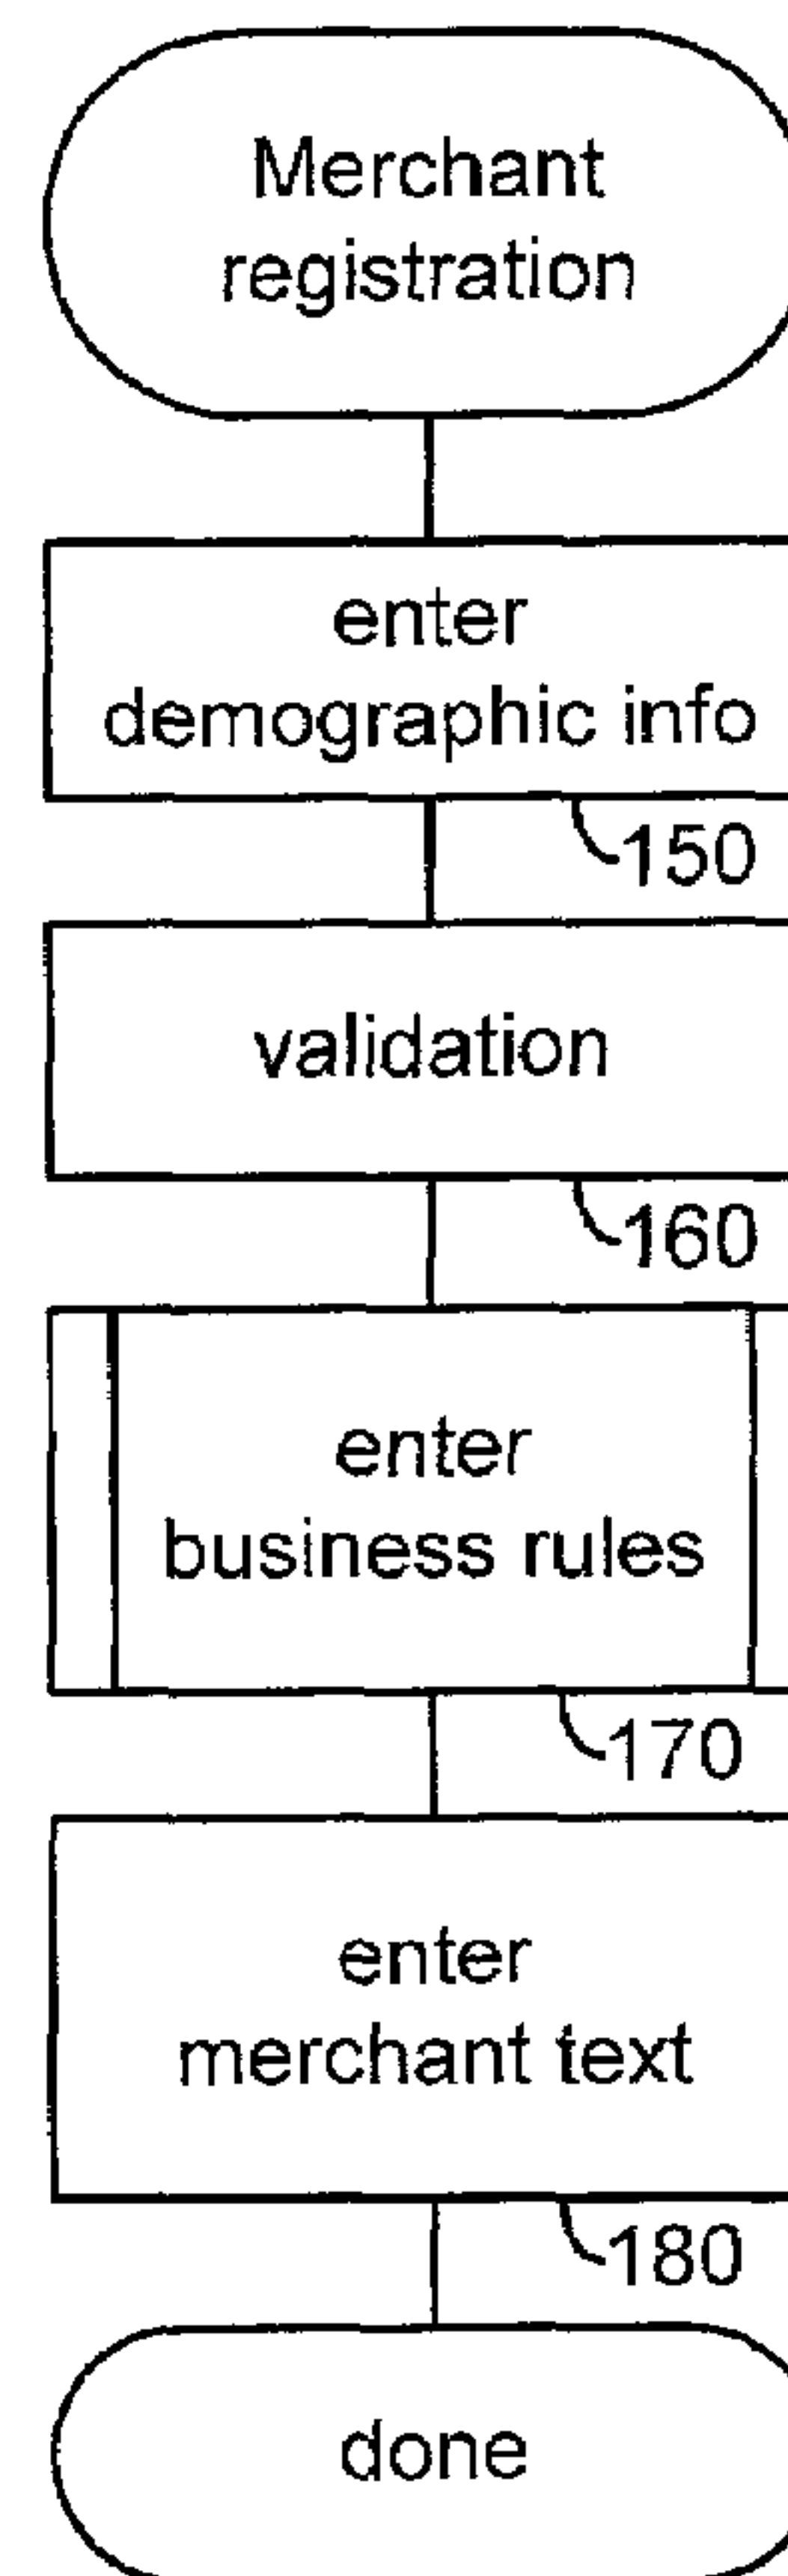 Merchant
registration
enter
demographic info
150
validation
160
enter
business rules
170
enter
merchant text
180
done